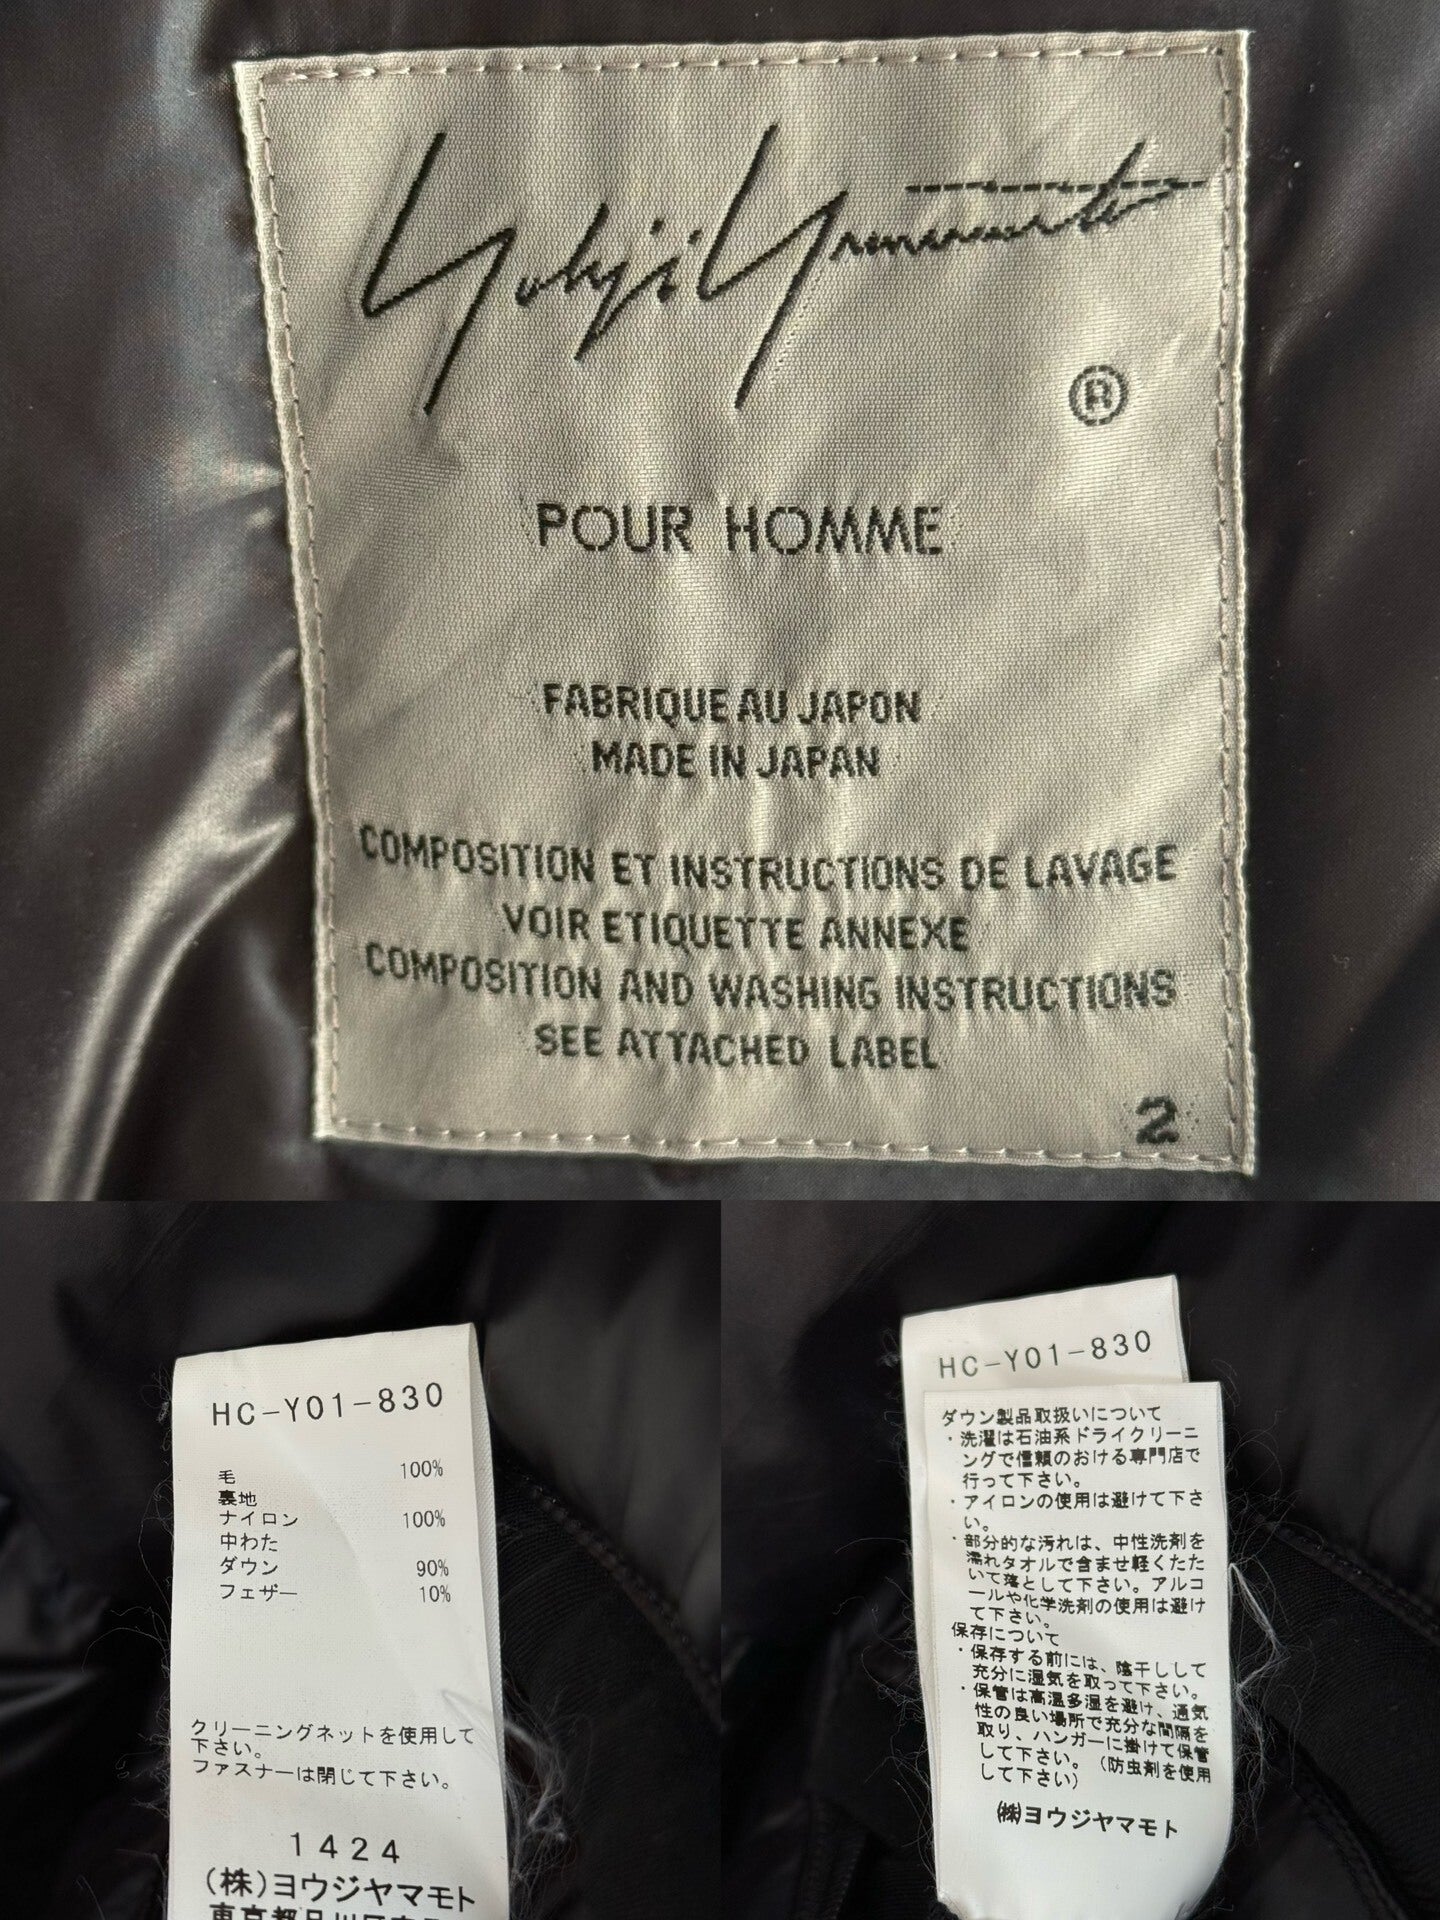 Yohji Yamamoto
®
POUR HOMME
FABRIQUE AU JAPON
MADE IN JAPAN
COMPOSITION ET INSTRUCTIONS DE LAVAGE
VOIR ETIQUETTE ANNEXE
COMPOSITION AND WASHING INSTRUCTIONS
SEE ATTACHED LABEL
2
HC-Y01-830
毛 100%
裏地
ナイロン 100%
中わた
ダウン 90%
フェザー 10%
クリーニングネットを使用して
下さい。
ファスナーは閉じて下さい。
1424
(株)ヨウジヤマモト
HC-Y01-830
ダウン製品取扱いについて
・洗濯は石油系ドライクリーニ
ングで信頼のおける専門店で
行って下さい。
・アイロンの使用は避けて下さ
い。
・部分的な汚れは、中性洗剤を
濡れタオルで含ませ軽くたた
いて落として下さい。アルコ
ールや化学洗剤の使用は避け
て下さい。
保存について
・保存する前には、陰干しして
充分に湿気を取って下さい。
・保管は高温多湿を避け、通気
性の良い場所で充分な間隔を
取り、ハンガーに掛けて保管
して下さい。（防虫剤を使用
して下さい）
㈱ヨウジヤマモト